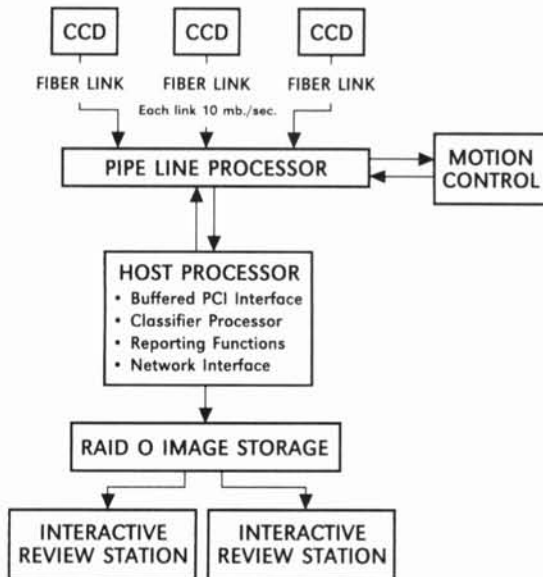 CCD
CCD
CCD
FIBER LINK
FIBER LINK
FIBER LINK
Each link 10 mb./sec.
PIPE LINE PROCESSOR
MOTION
CONTROL
HOST PROCESSOR
• Buffered PCI Interface
• Classifier Processor
• Reporting Functions
• Network Interface
RAID O IMAGE STORAGE
INTERACTIVE
REVIEW STATION
INTERACTIVE
REVIEW STATION